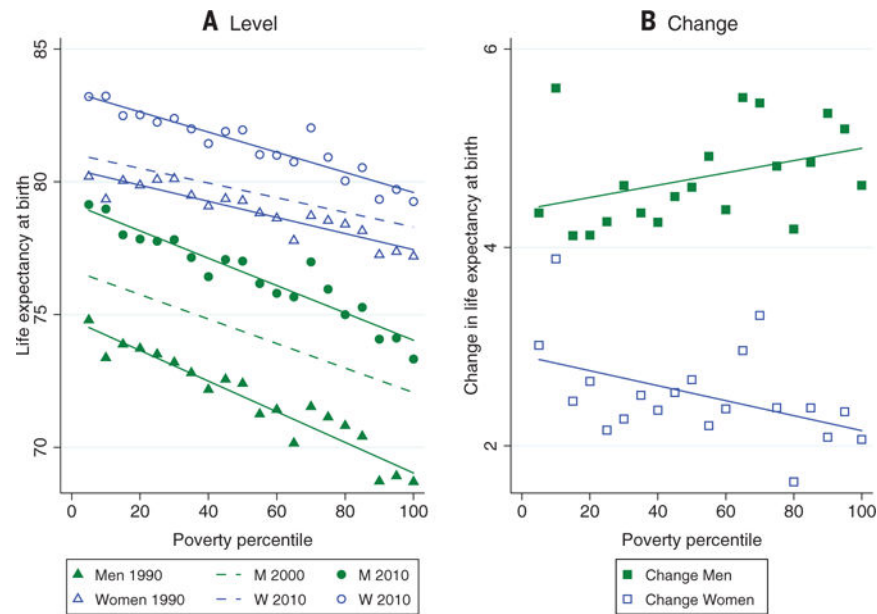 A Level
85
80
75
70
Life expectancy at birth
0 20 40 60 80 100
Poverty percentile
Men 1990 M 2000 M 2010
Women 1990 W 2010 W 2010
B Change
6
4
2
Change in life expectancy at birth
0 20 40 60 80 100
Poverty percentile
Change Men
Change Women